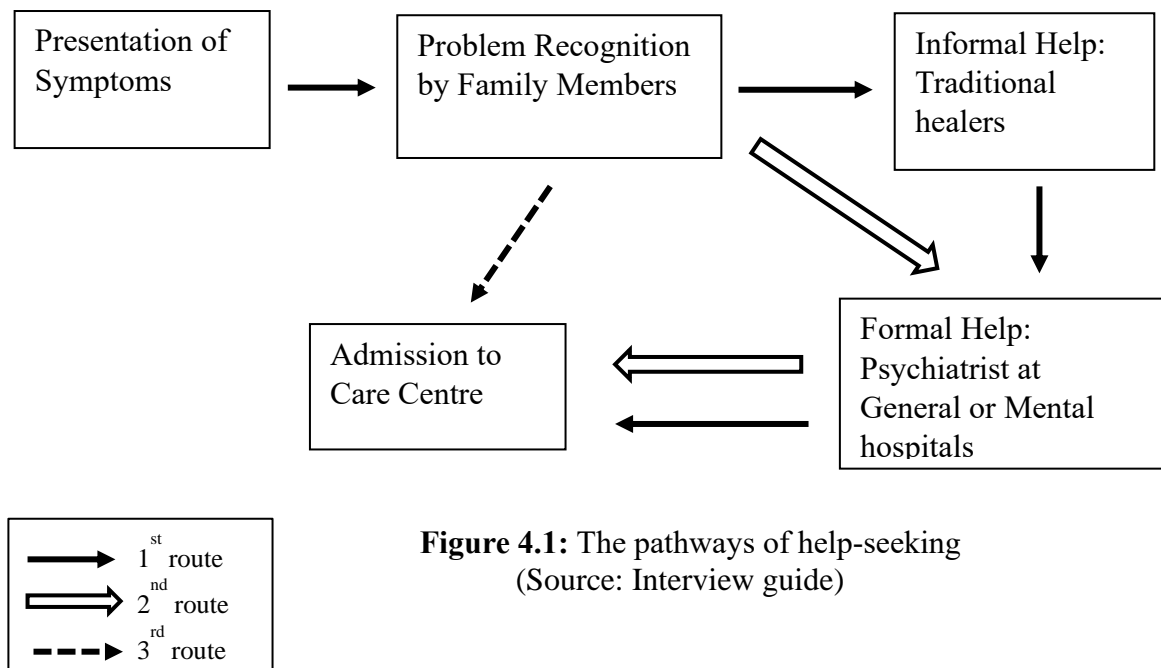 Presentation of
Symptoms
Problem Recognition
by Family Members
Informal Help:
Traditional
healers
Admission to
Care Centre
Formal Help:
Psychiatrist at
General or Mental
hospitals
1st route
2nd route
3rd route
Figure 4.1: The pathways of help-seeking
(Source: Interview guide)